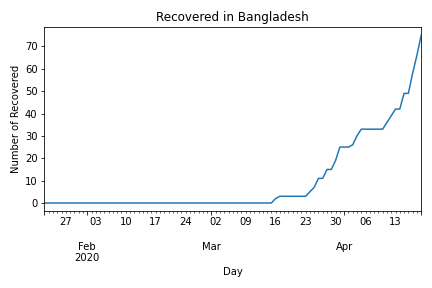 Recovered in Bangladesh
Number of Recovered
70
60
50
40
30
20
10
0
27 03 10 17 24 02 09 16 23 30 06 13
Feb Mar Apr
2020
Day